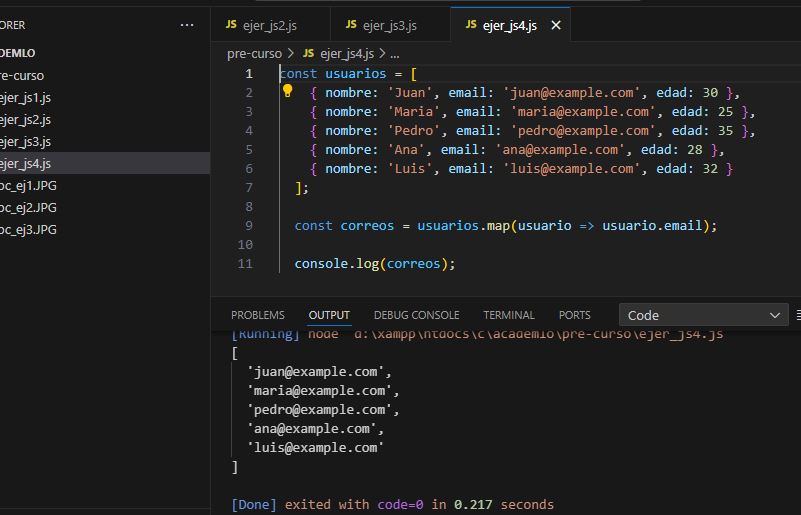 ORER
...
JS ejer_js2.js
JS ejer_js3.js
JS ejer_js4.js ×
DEMLO
re-curso
ejer_js1.js
ejer_js2.js
ejer_js3.js
ejer_js4.js
oc_ej1.JPG
oc_ej2.JPG
oc_ej3.JPG
pre-curso > JS ejer_js4.js > ...
1 const usuarios = [
2 { nombre: 'Juan', email: 'juan@example.com', edad: 30 },
3 { nombre: 'Maria', email: 'maria@example.com', edad: 25 },
4 { nombre: 'Pedro', email: 'pedro@example.com', edad: 35 },
5 { nombre: 'Ana', email: 'ana@example.com', edad: 28 },
6 { nombre: 'Luis', email: 'luis@example.com', edad: 32 }
7 ];
8
9 const correos = usuarios.map(usuario => usuario.email);
10
11 console.log(correos);
PROBLEMS OUTPUT DEBUG CONSOLE TERMINAL PORTS Code
[Running] node "d:\xampp\htdocs\c\academlo\pre-curso\ejer_js4.js"
[
'juan@example.com',
'maria@example.com',
'pedro@example.com',
'ana@example.com',
'luis@example.com'
]
[Done] exited with code=0 in 0.217 seconds